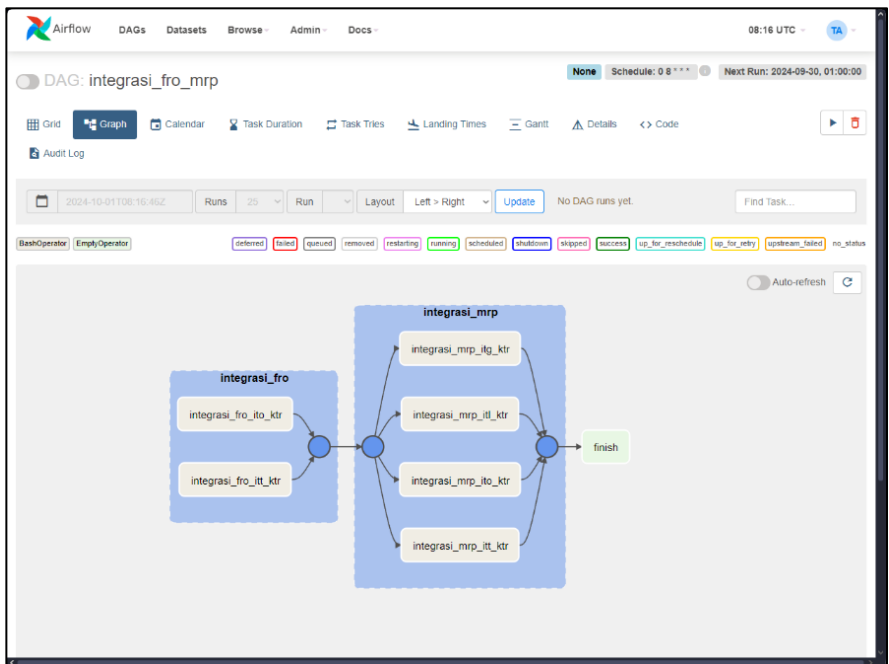 Airflow DAGs Datasets Browse Admin Docs 08:16 UTC TA
DAG: integrasi_fro_mrp None Schedule: 0 8 * * * i Next Run: 2024-09-30, 01:00:00
Grid Graph Calendar Task Duration Task Tries Landing Times Gantt Details <> Code
Audit Log
2024-10-01T08:16:46Z Runs 25 Run Layout Left > Right Update No DAG runs yet. Find Task...
BashOperator EmptyOperator deferred failed queued removed restarting running scheduled shutdown skipped success up_for_reschedule up_for_retry upstream_failed no_status
Auto-refresh
integrasi_mrp
integrasi_mrp_itg_ktr
integrasi_fro
integrasi_fro_ito_ktr integrasi_mrp_itl_ktr
finish
integrasi_fro_itt_ktr integrasi_mrp_ito_ktr
integrasi_mrp_itt_ktr